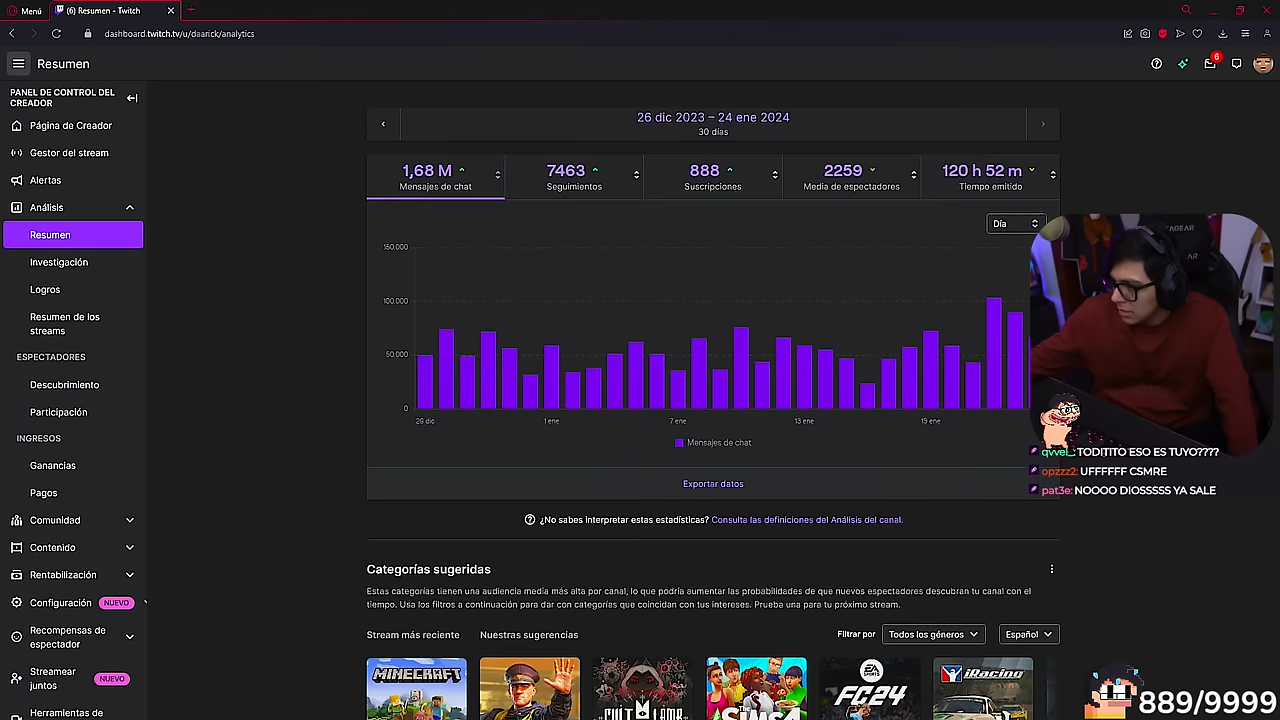 Menú
(6) Resumen - Twitch
dashboard.twitch.tv/u/daarick/analytics
Resumen
6
PANEL DE CONTROL DEL
CREADOR
Página de Creador
Gestor del stream
Alertas
Análisis
Resumen
Investigación
Logros
Resumen de los
streams
ESPECTADORES
Descubrimiento
Participación
INGRESOS
Ganancias
Pagos
Comunidad
Contenido
Rentabilización
Configuración NUEVO
Recompensas de
espectador
Streamear
juntos NUEVO
Herramientas de
26 dic 2023 – 24 ene 2024
30 días
1,68 M
Mensajes de chat
7463
Seguimientos
888
Suscripciones
2259
Media de espectadores
120 h 52 m
Tiempo emitido
Día
150.000
100.000
50.000
0
26 dic 1 ene 7 ene 13 ene 19 ene
Mensajes de chat
Exportar datos
¿No sabes interpretar estas estadísticas? Consulta las definiciones del Análisis del canal.
Categorías sugeridas
Estas categorías tienen una audiencia media más alta por canal, lo que podría aumentar las probabilidades de que nuevos espectadores descubran tu canal con el
tiempo. Usa los filtros a continuación para dar con categorías que coincidan con tus intereses. Prueba una para tu próximo stream.
Stream más reciente Nuestras sugerencias Filtrar por Todos los géneros Español
MINECRAFT
CULT LAMB
SIMS4
EA SPORTS
FC24
iRacing
qvvel_: TODITITO ESO ES TUYO????
opzzz2: UFFFFFF CSMRE
pat3e: NOOOO DIOSSSSS YA SALE
889/9999